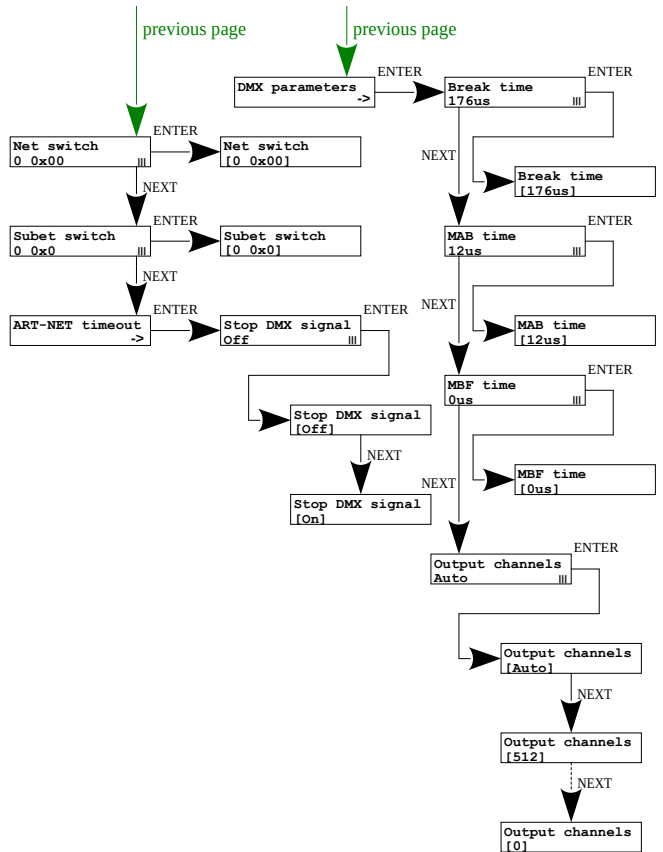 previous page
previous page
DMX parameters
->
ENTER
Break time
176us
ENTER
NEXT
Break time
[176us]
Net switch
0 0x00
ENTER
Net switch
[0 0x00]
NEXT
Subet switch
0 0x0
ENTER
Subet switch
[0 0x0]
NEXT
MAB time
12us
ENTER
NEXT
MAB time
[12us]
ART-NET timeout
->
ENTER
Stop DMX signal
Off
ENTER
Stop DMX signal
[Off]
NEXT
Stop DMX signal
[On]
MBF time
0us
ENTER
NEXT
MBF time
[0us]
Output channels
Auto
ENTER
Output channels
[Auto]
NEXT
Output channels
[512]
NEXT
Output channels
[0]